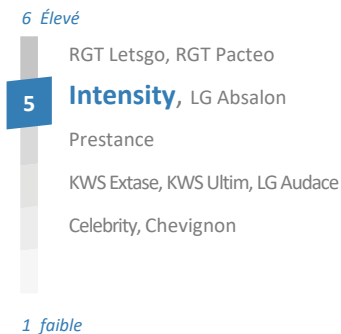 6 Élevé
RGT Letsgo, RGT Pacteo
5 Intensity, LG Absalon
Prestance
KWS Extase, KWS Ultim, LG Audace
Celebrity, Chevignon
1 faible